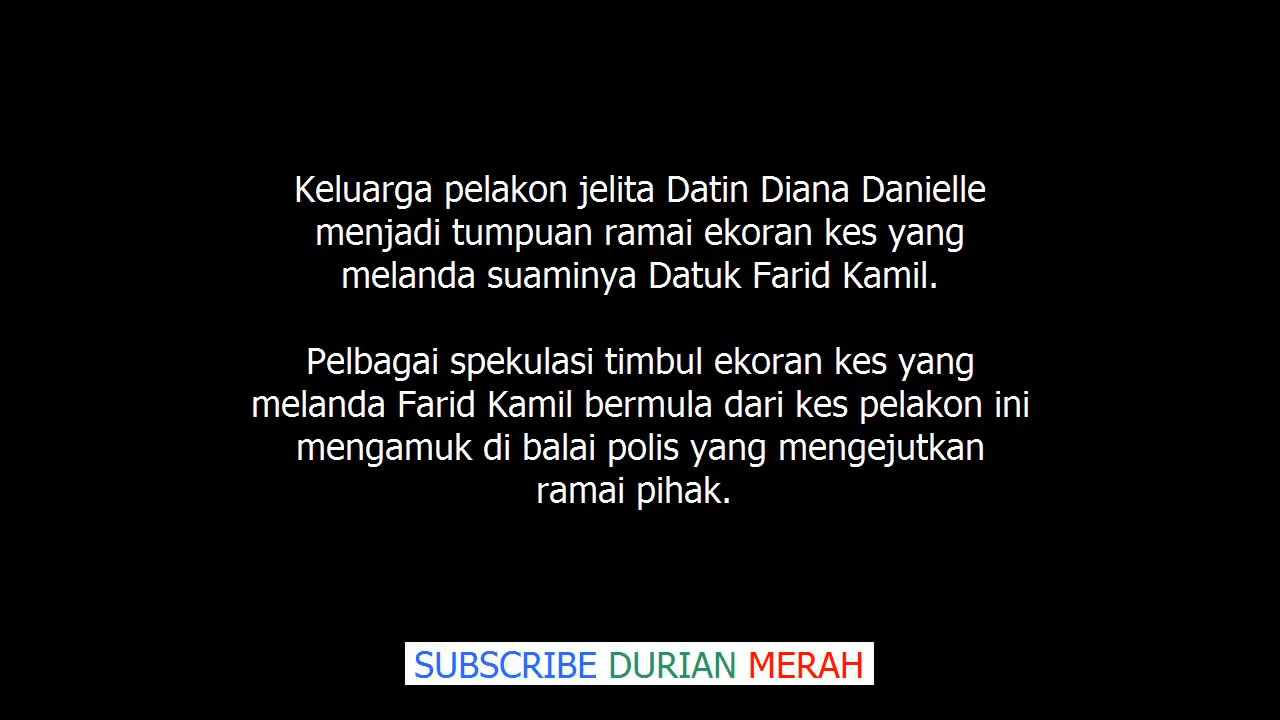 Keluarga pelakon jelita Datin Diana Danielle
menjadi tumpuan ramai ekoran kes yang
melanda suaminya Datuk Farid Kamil.
Pelbagai spekulasi timbul ekoran kes yang
melanda Farid Kamil bermula dari kes pelakon ini
mengamuk di balai polis yang mengejutkan
ramai pihak.
SUBSCRIBE DURIAN MERAH